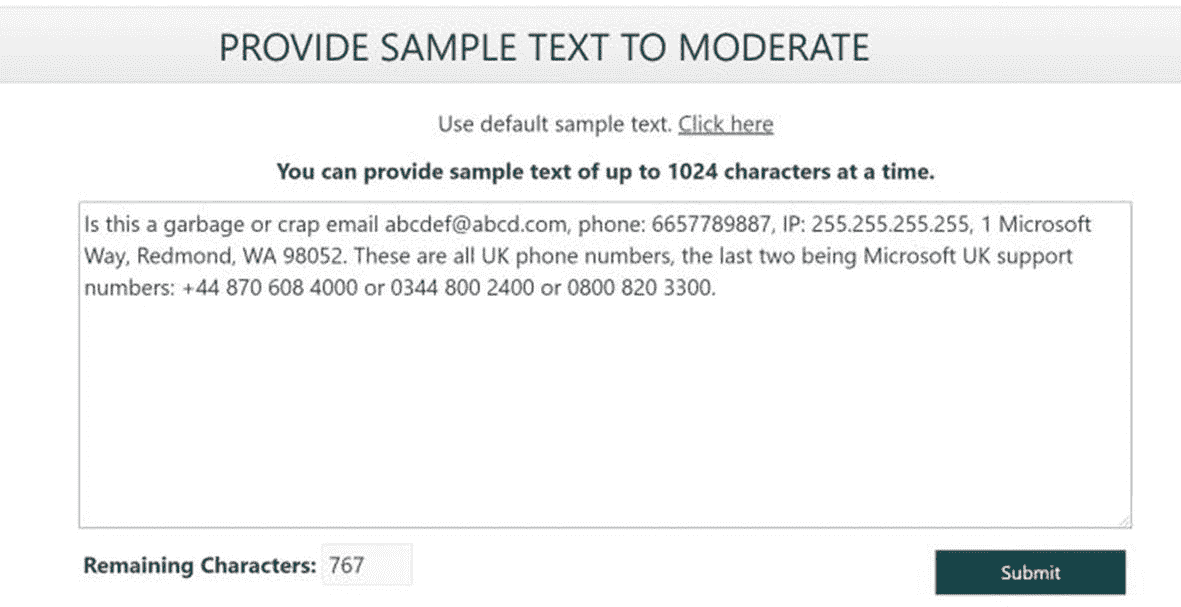 PROVIDE SAMPLE TEXT TO MODERATE
Use default sample text. Click here
You can provide sample text of up to 1024 characters at a time.
Is this a garbage or crap email abcdef@abcd.com, phone: 6657789887, IP: 255.255.255.255, 1 Microsoft
Way, Redmond, WA 98052. These are all UK phone numbers, the last two being Microsoft UK support
numbers: +44 870 608 4000 or 0344 800 2400 or 0800 820 3300.
Remaining Characters: 767
Submit